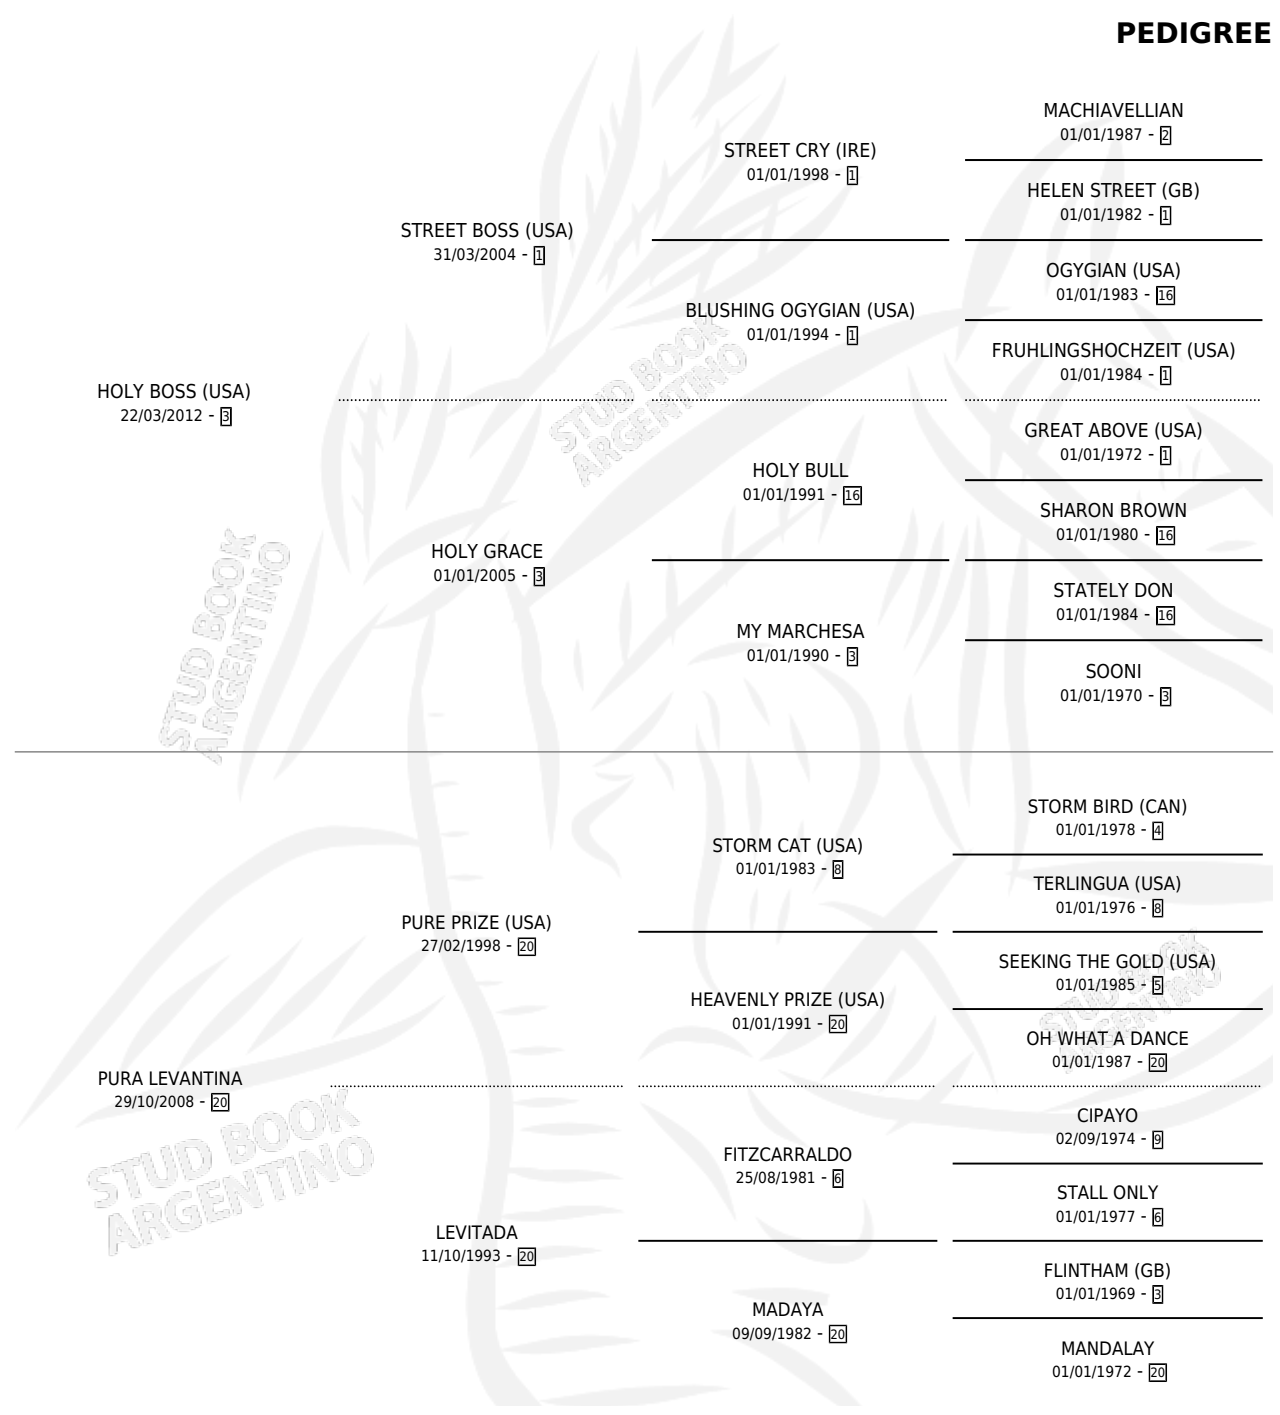 PEDIGREE
MACHIAVELLIAN
01/01/1987 - 2
STREET CRY (IRE)
01/01/1998 - 1
HELEN STREET (GB)
01/01/1982 - 1
STREET BOSS (USA)
31/03/2004 - 1
OGYGIAN (USA)
01/01/1983 - 16
BLUSHING OGYGIAN (USA)
01/01/1994 - 1
FRUHLINGSHOCHZEIT (USA)
01/01/1984 - 1
HOLY BOSS (USA)
22/03/2012 - 3
GREAT ABOVE (USA)
01/01/1972 - 1
HOLY BULL
01/01/1991 - 16
SHARON BROWN
01/01/1980 - 16
HOLY GRACE
01/01/2005 - 3
STATELY DON
01/01/1984 - 16
MY MARCHESA
01/01/1990 - 3
SOONI
01/01/1970 - 3
STORM BIRD (CAN)
01/01/1978 - 4
STORM CAT (USA)
01/01/1983 - 8
TERLINGUA (USA)
01/01/1976 - 8
PURE PRIZE (USA)
27/02/1998 - 20
SEEKING THE GOLD (USA)
01/01/1985 - 5
HEAVENLY PRIZE (USA)
01/01/1991 - 20
OH WHAT A DANCE
01/01/1987 - 20
PURA LEVANTINA
29/10/2008 - 20
CIPAYO
02/09/1974 - 9
FITZCARRALDO
25/08/1981 - 6
STALL ONLY
01/01/1977 - 6
LEVITADA
11/10/1993 - 20
FLINTHAM (GB)
01/01/1969 - 3
MADAYA
09/09/1982 - 20
MANDALAY
01/01/1972 - 20
STUD BOOK
ARGENTINO
STUD BOOK
ARGENTINO
STUD BOOK
ARGENTINO
STUD BOOK
ARGENTINO